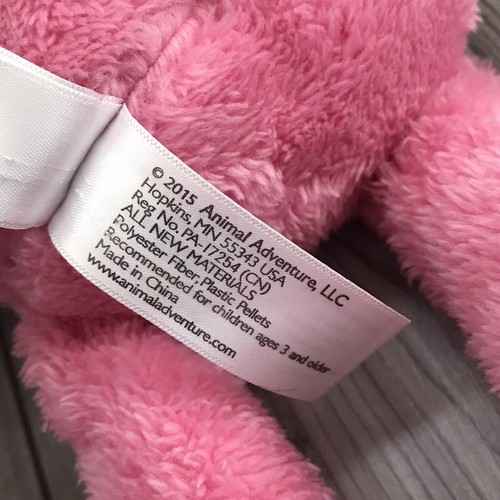 © 2015 Animal Adventure, LLC
Hopkins, MN 55343 USA
Reg No. PA-17254 (CN)
ALL NEW MATERIALS
Polyester Fiber, Plastic Pellets
Recommended for children ages 3 and older
Made in China
www.animaladventure.com